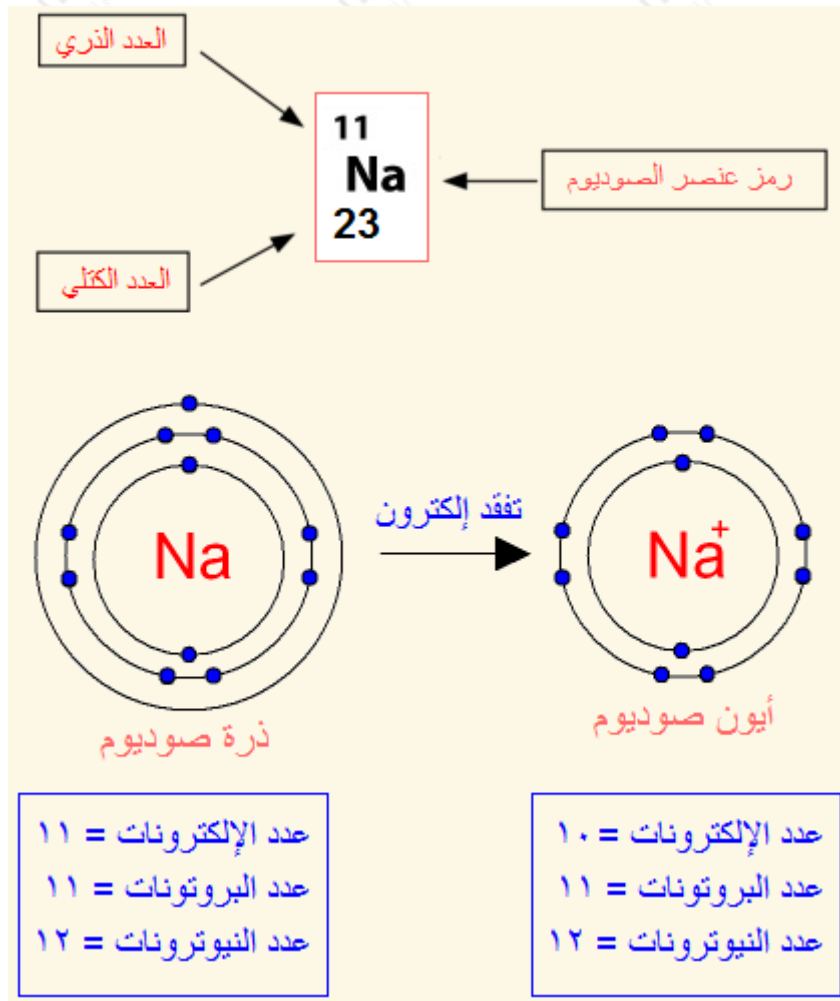 العدد الذري
11
Na
23
رمز عنصر الصوديوم
العدد الكتلي
Na
تفقد إلكترون
Na+
ذرة صوديوم
أيون صوديوم
عدد الإلكترونات = ١١
عدد البروتونات = ١١
عدد النيوترونات = ١٢
عدد الإلكترونات = ١٠
عدد البروتونات = ١١
عدد النيوترونات = ١٢